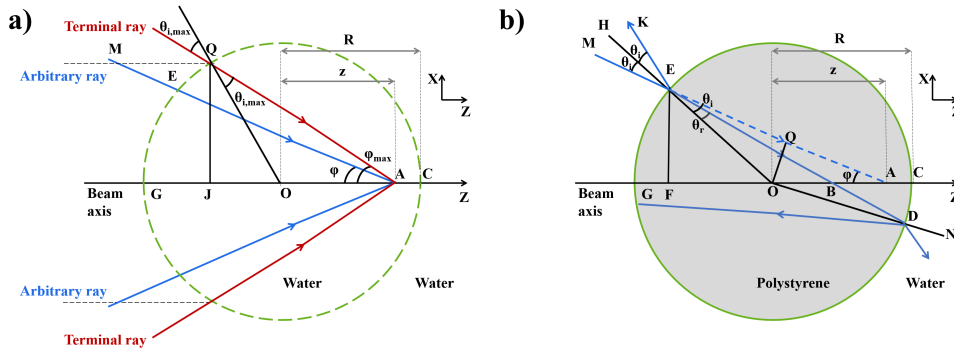 a)
θi,max
Terminal ray
M
Q
R
Arbitrary ray
E
z
X
θi,max
Z
φmax
φ
A
C
Beam
axis
G
J
O
Z
Arbitrary ray
Water
Water
Terminal ray
b)
H
K
M
θi
θi
E
R
z
X
θi
θr
Z
Q
φ
A
C
Beam
axis
G
F
O
B
Z
D
N
Polystyrene
Water